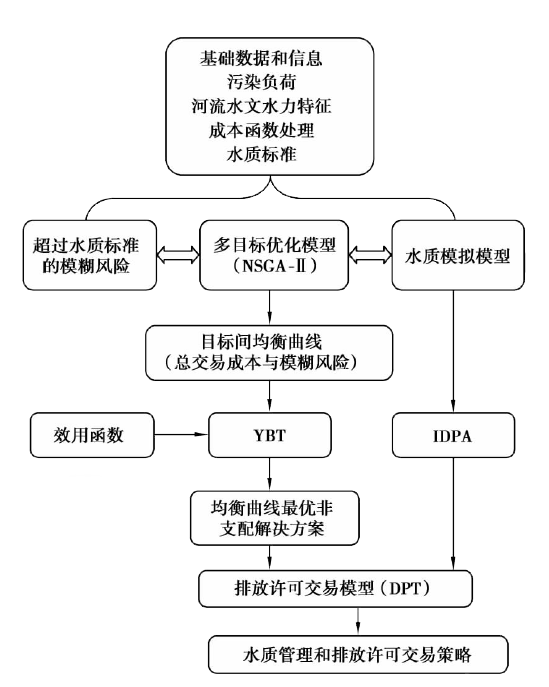 基础数据和信息
污染负荷
河流水文水力特征
成本函数处理
水质标准
超过水质标准
的模糊风险
多目标优化模型
（NSGA-Ⅱ）
水质模拟模型
目标间均衡曲线
（总交易成本与模糊风险）
效用函数
YBT
IDPA
均衡曲线最优非
支配解决方案
排放许可交易模型（DPT）
水质管理和排放许可交易策略